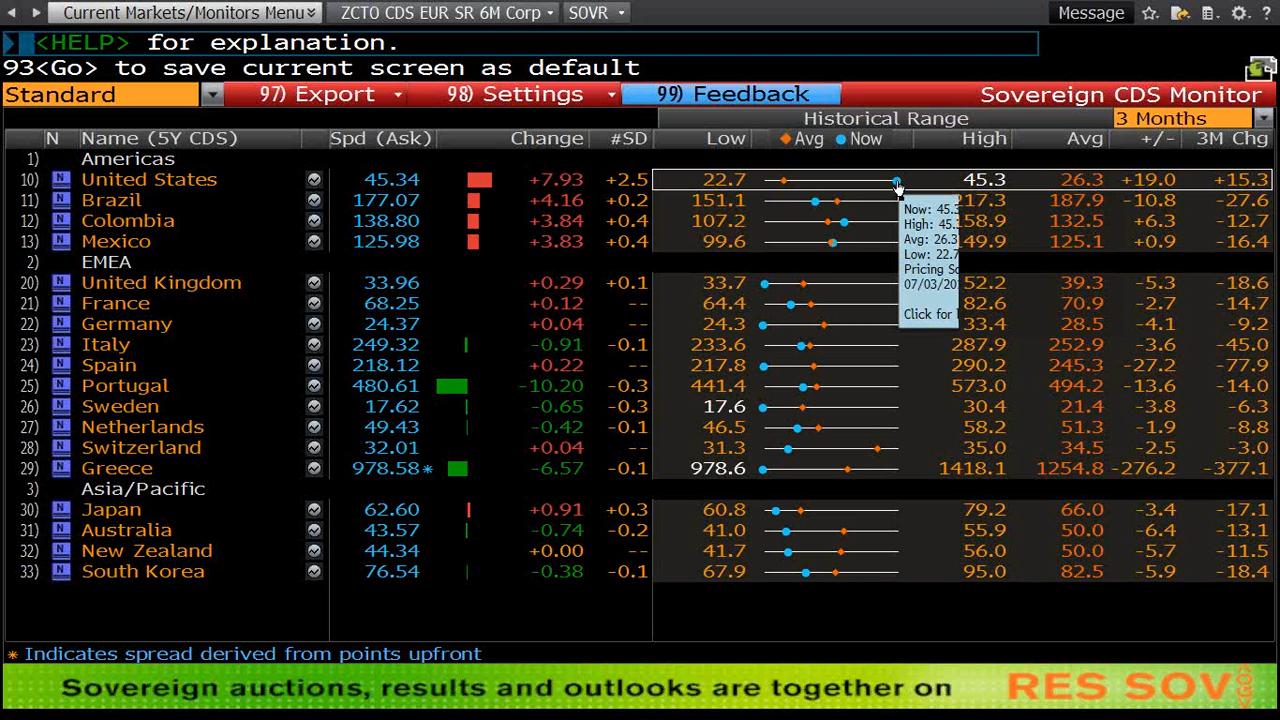 Current Markets/Monitors Menu ZCTO CDS EUR SR 6M Corp SOVR Message ?
<HELP> for explanation.
93<Go> to save current screen as default
Standard 97) Export 98) Settings 99) Feedback Sovereign CDS Monitor
Historical Range 3 Months
N Name (5Y CDS) Spd (Ask) Change #SD Low Avg Now High Avg +/- 3M Chg
1) Americas
10) N United States 45.34 +7.93 +2.5 22.7 45.3 26.3 +19.0 +15.3
11) N Brazil 177.07 +4.16 +0.2 151.1 217.3 187.9 -10.8 -27.6
12) N Colombia 138.80 +3.84 +0.4 107.2 158.9 132.5 +6.3 -12.7
13) N Mexico 125.98 +3.83 +0.4 99.6 149.9 125.1 +0.9 -16.4
2) EMEA
20) N United Kingdom 33.96 +0.29 +0.1 33.7 52.2 39.3 -5.3 -18.6
21) N France 68.25 +0.12 -- 64.4 82.6 70.9 -2.7 -14.7
22) N Germany 24.37 +0.04 -- 24.3 33.4 28.5 -4.1 -9.2
23) N Italy 249.32 -0.91 -0.1 233.6 287.9 252.9 -3.6 -45.0
24) N Spain 218.12 +0.22 -- 217.8 290.2 245.3 -27.2 -77.9
25) N Portugal 480.61 -10.20 -0.3 441.4 573.0 494.2 -13.6 -14.0
26) N Sweden 17.62 -0.65 -0.3 17.6 30.4 21.4 -3.8 -6.3
27) N Netherlands 49.43 -0.42 -0.1 46.5 58.2 51.3 -1.9 -8.8
28) N Switzerland 32.01 +0.04 -- 31.3 35.0 34.5 -2.5 -3.0
29) N Greece 978.58* -6.57 -0.1 978.6 1418.1 1254.8 -276.2 -377.1
3) Asia/Pacific
30) N Japan 62.60 +0.91 +0.3 60.8 79.2 66.0 -3.4 -17.1
31) N Australia 43.57 -0.74 -0.2 41.0 55.9 50.0 -6.4 -13.1
32) N New Zealand 44.34 +0.00 -- 41.7 56.0 50.0 -5.7 -11.5
33) N South Korea 76.54 -0.38 -0.1 67.9 95.0 82.5 -5.9 -18.4
Now: 45.3
High: 45.
Avg: 26.3
Low: 22.7
Pricing So
07/03/20
Click for
* Indicates spread derived from points upfront
Sovereign auctions, results and outlooks are together on RES SOV <GO>